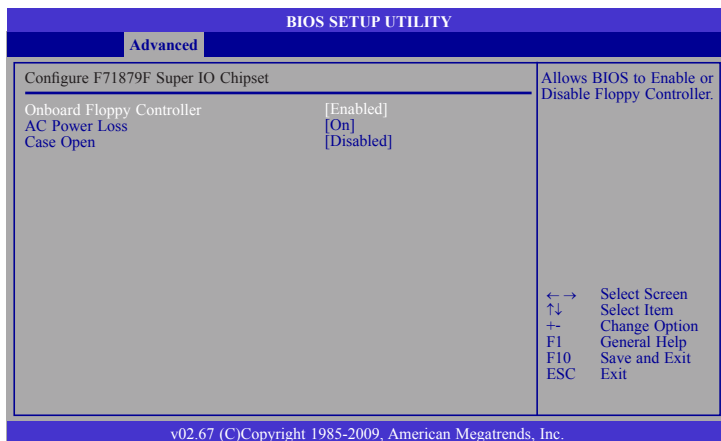 BIOS SETUP UTILITY
Advanced
Configure F71879F Super IO Chipset
Onboard Floppy Controller [Enabled]
AC Power Loss [On]
Case Open [Disabled]
Allows BIOS to Enable or
Disable Floppy Controller.
←→ Select Screen
↑↓ Select Item
+- Change Option
F1 General Help
F10 Save and Exit
ESC Exit
v02.67 (C)Copyright 1985-2009, American Megatrends, Inc.